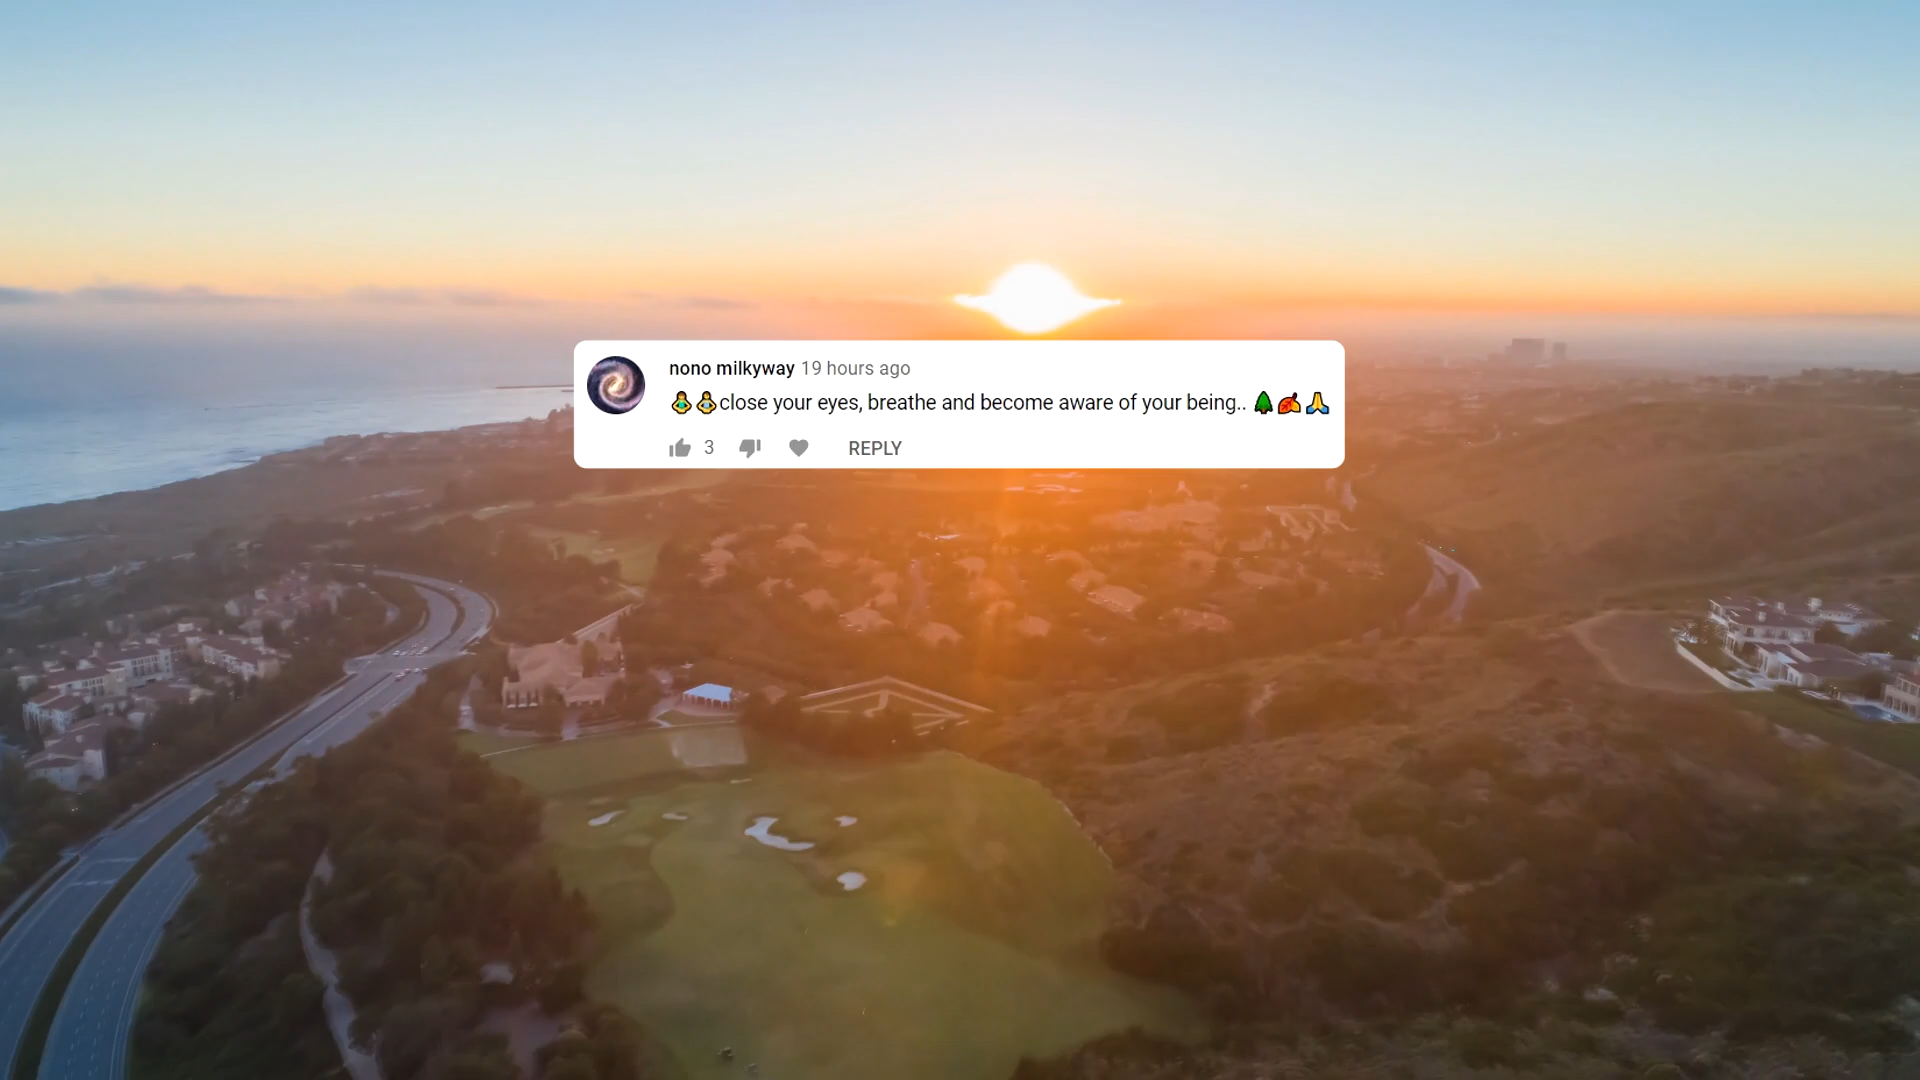 nono milkyway 19 hours ago
close your eyes, breathe and become aware of your being.. 🌲🍂🙏
3 REPLY